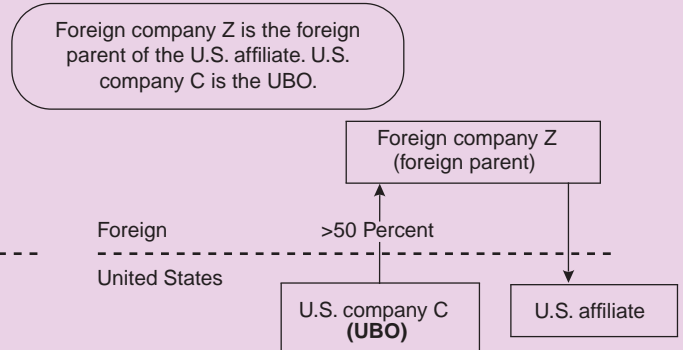 Foreign company Z is the foreign
parent of the U.S. affiliate. U.S.
company C is the UBO.
Foreign company Z
(foreign parent)
Foreign
>50 Percent
United States
U.S. company C
(UBO)
U.S. affiliate